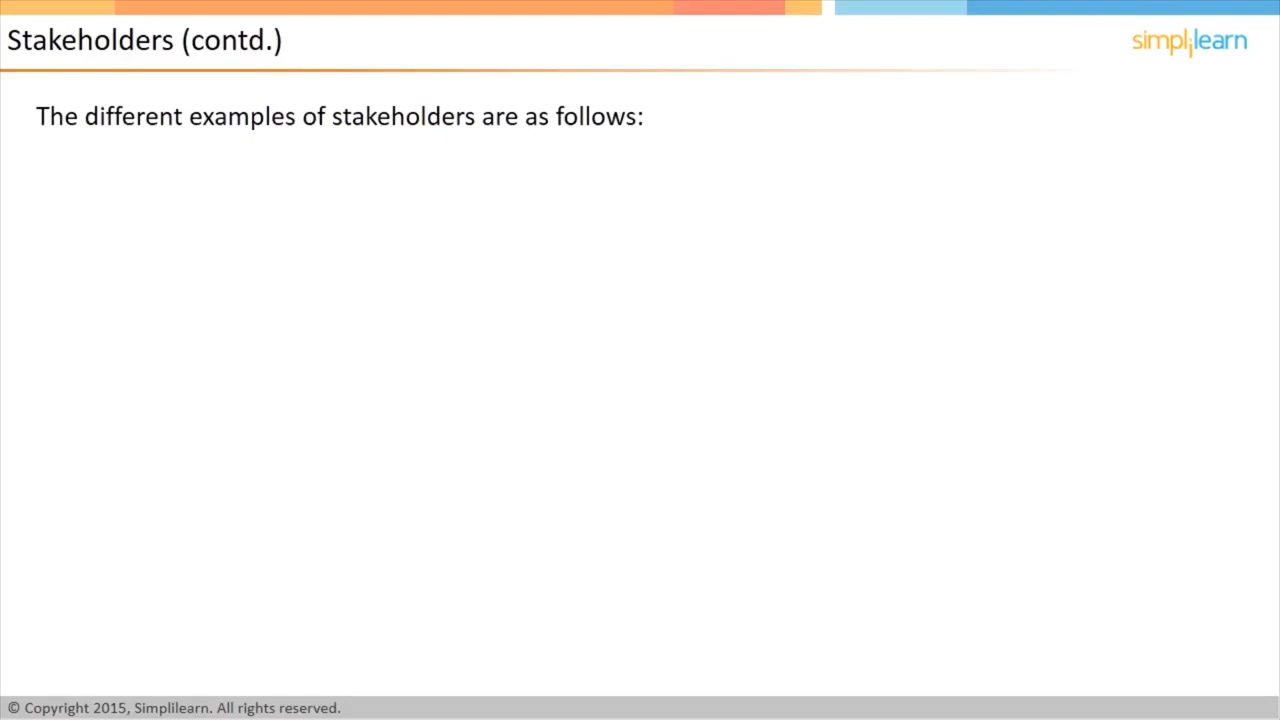 Stakeholders (contd.)
simplilearn
The different examples of stakeholders are as follows:
© Copyright 2015, Simplilearn. All rights reserved.